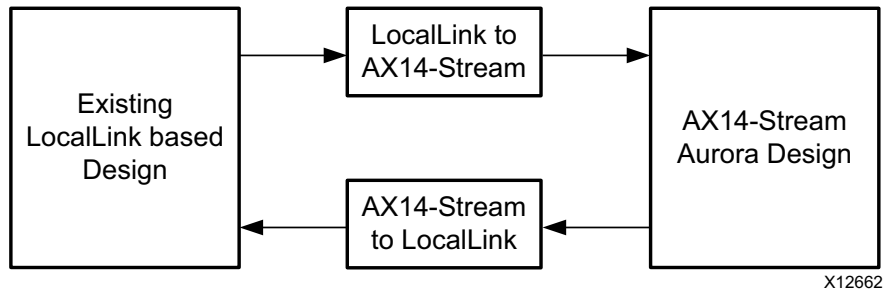 LocalLink to
AX14-Stream
Existing
LocalLink based
Design
AX14-Stream
Aurora Design
AX14-Stream
to LocalLink
X12662